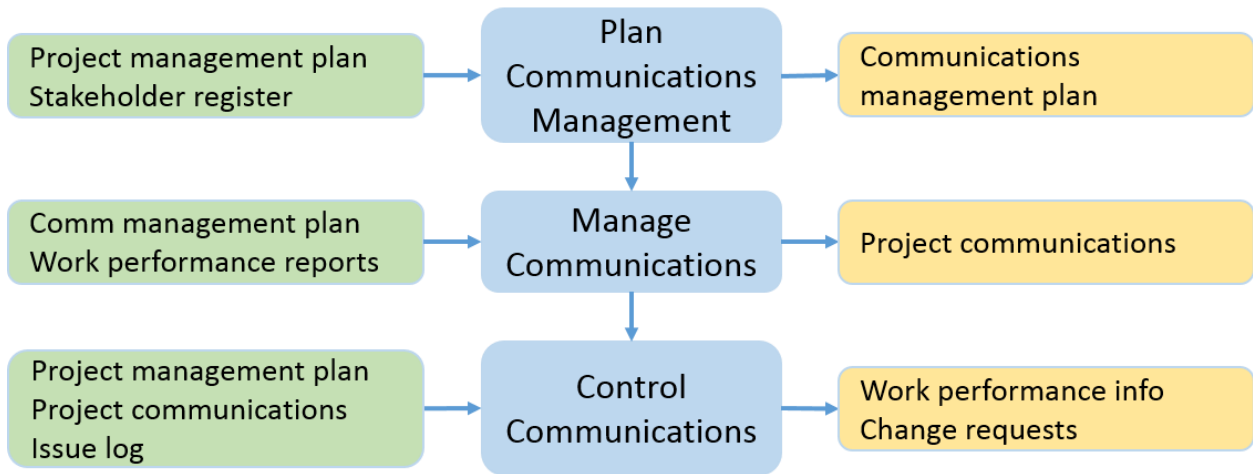 Project management plan
Stakeholder register
Plan
Communications
Management
Communications
management plan
Comm management plan
Work performance reports
Manage
Communications
Project communications
Project management plan
Project communications
Issue log
Control
Communications
Work performance info
Change requests